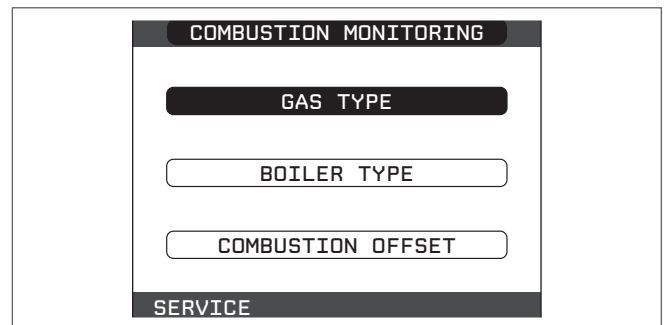 COMBUSTION MONITORING
GAS TYPE
BOILER TYPE
COMBUSTION OFFSET
SERVICE